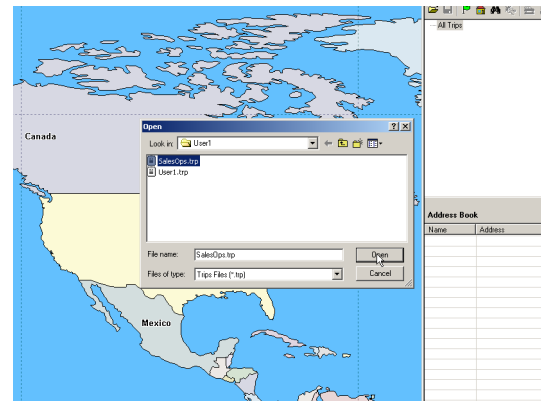 All Trips
Canada
Open
Look in: User1
SalesOps.trp
User1.trp
File name: SalesOps.trp Open
Files of type: Trips Files (*.trp) Cancel
Address Book
Name Address
Mexico